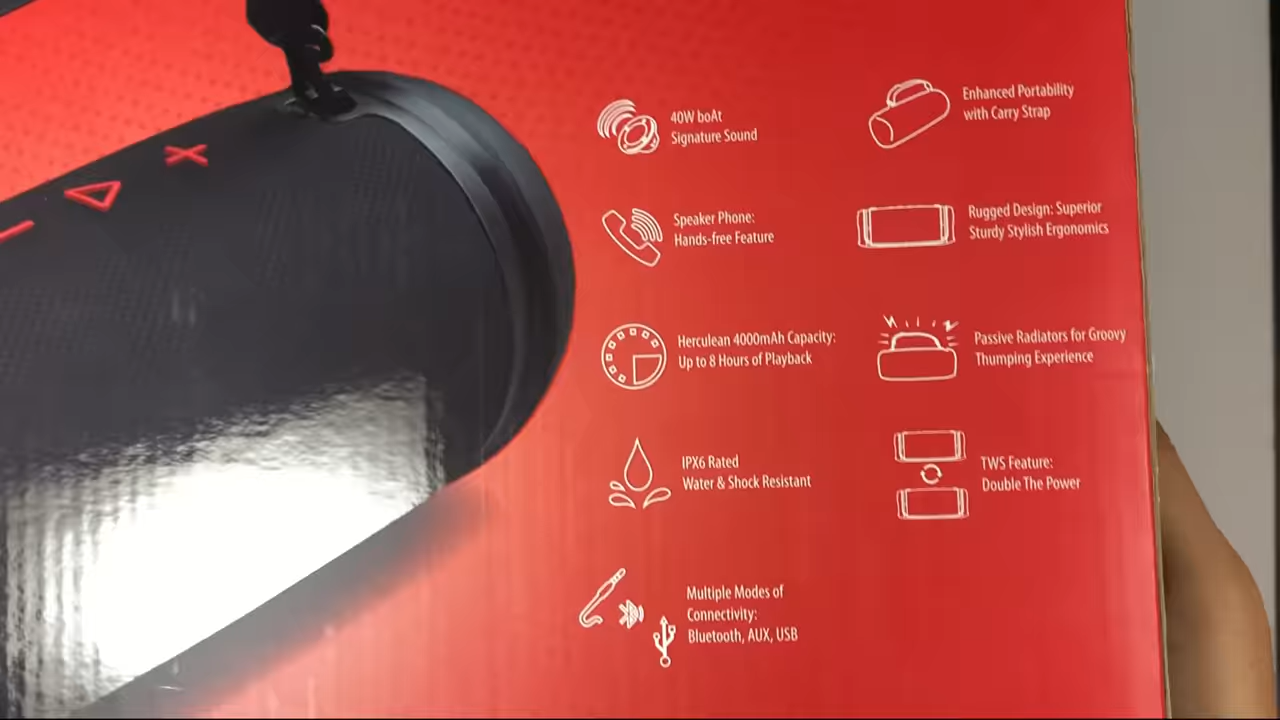 40W boAt
Signature Sound
Enhanced Portability
with Carry Strap
Speaker Phone:
Hands-free Feature
Rugged Design: Superior
Sturdy Stylish Ergonomics
Herculean 4000mAh Capacity:
Up to 8 Hours of Playback
Passive Radiators for Groovy
Thumping Experience
IPX6 Rated
Water & Shock Resistant
TWS Feature:
Double The Power
Multiple Modes of
Connectivity:
Bluetooth, AUX, USB